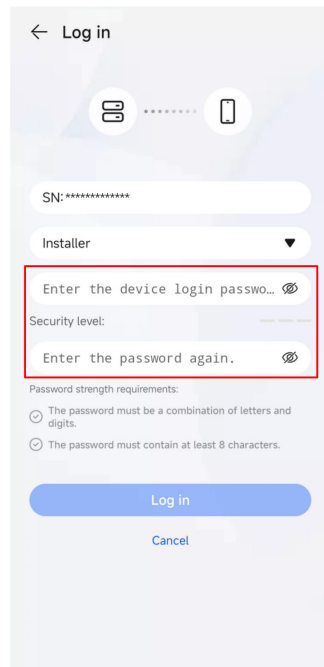 Log in
SN:*************
Installer
Enter the device login passwo...
Security level:
Enter the password again.
Password strength requirements:
The password must be a combination of letters and
digits.
The password must contain at least 8 characters.
Log in
Cancel